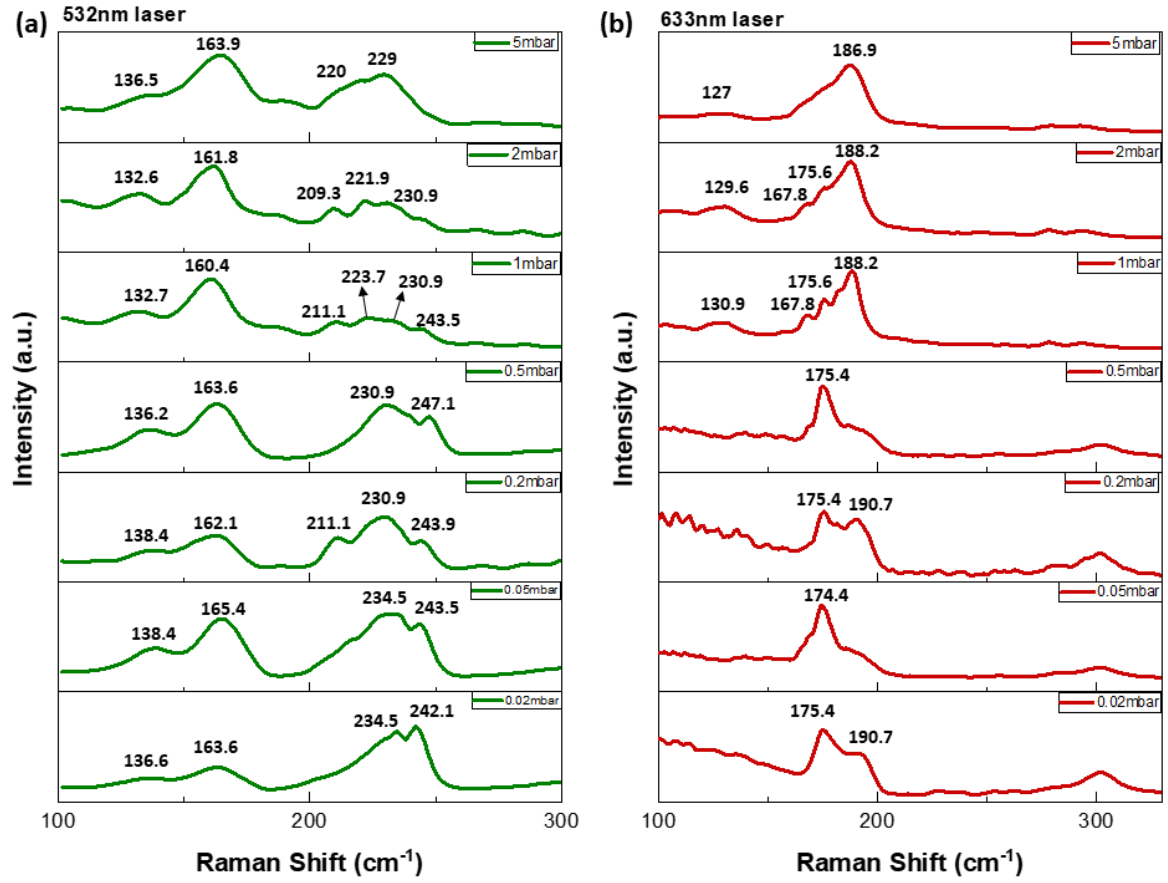 (a) 532nm laser
5mbar
136.5 163.9 220 229
2mbar
132.6 161.8 209.3 221.9 230.9
1mbar
132.7 160.4 211.1 223.7 230.9 243.5
0.5mbar
136.2 163.6 230.9 247.1
0.2mbar
138.4 162.1 211.1 230.9 243.9
0.05mbar
138.4 165.4 234.5 243.5
0.02mbar
136.6 163.6 234.5 242.1
100 200 300
Intensity (a.u.)
Raman Shift (cm⁻¹)
(b) 633nm laser
5mbar
127 186.9
2mbar
129.6 167.8 175.6 188.2
1mbar
130.9 167.8 175.6 188.2
0.5mbar
175.4
0.2mbar
175.4 190.7
0.05mbar
174.4
0.02mbar
175.4 190.7
100 200 300
Intensity (a.u.)
Raman Shift (cm⁻¹)